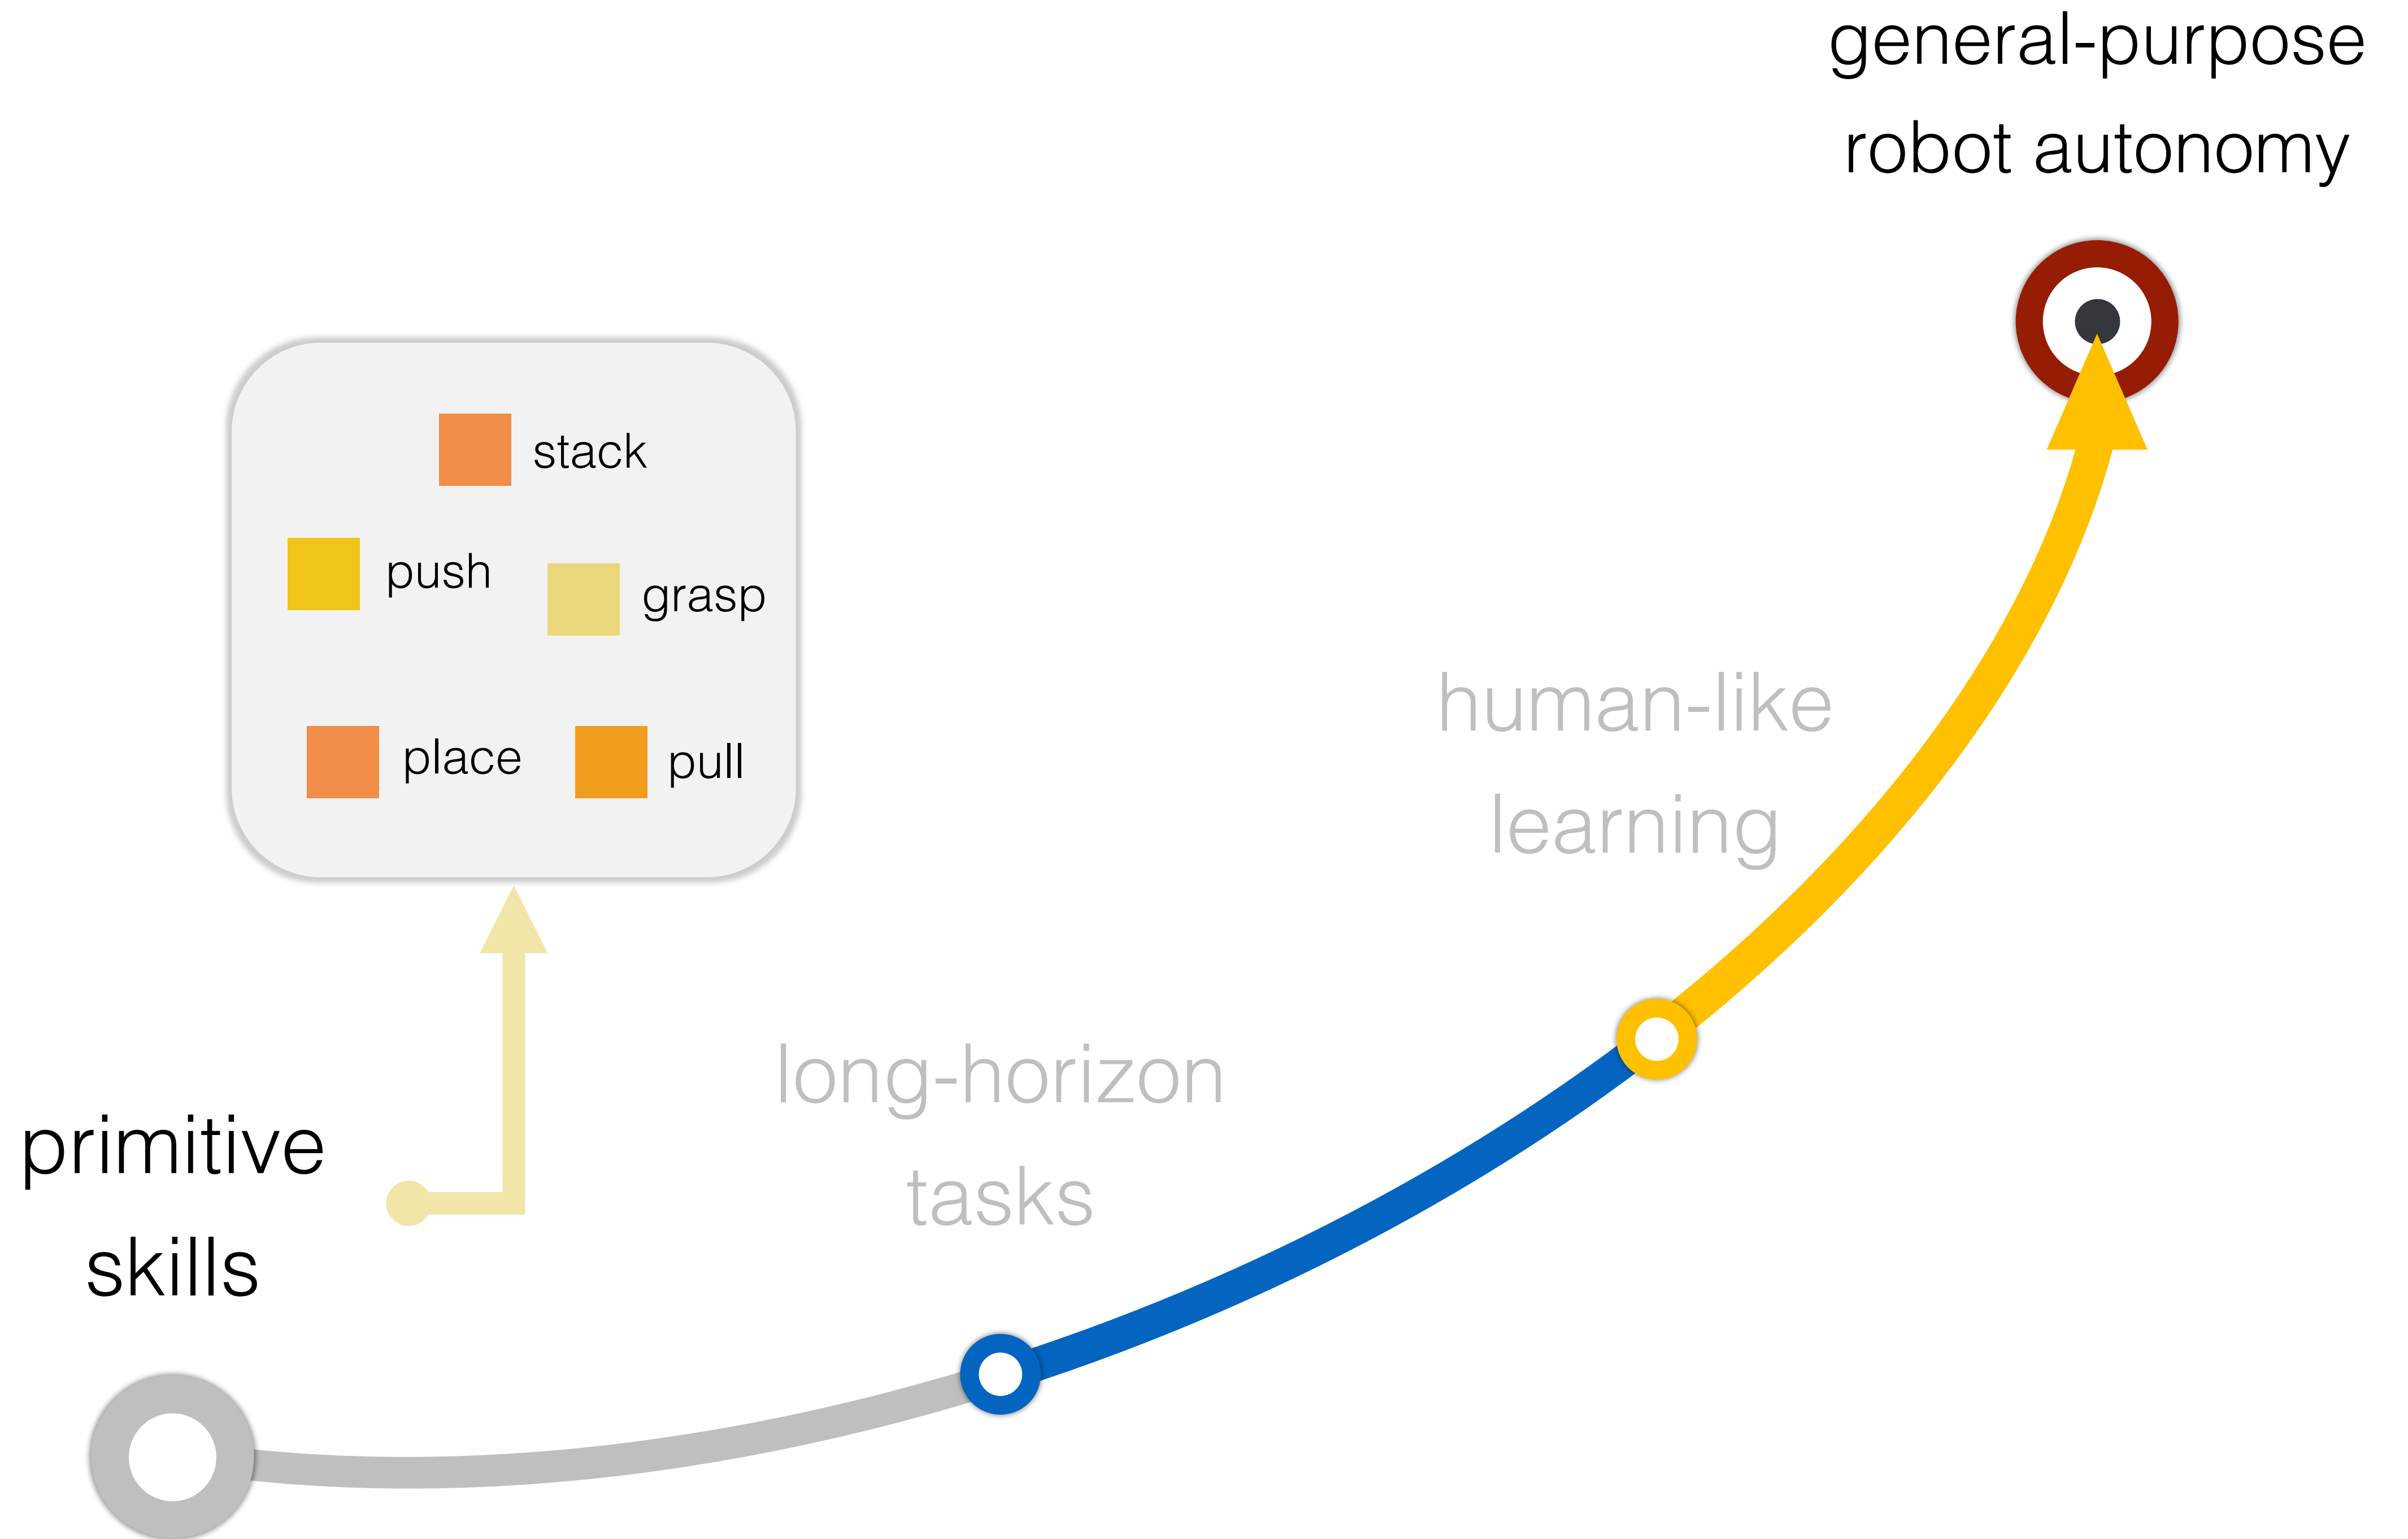 general-purpose
robot autonomy
stack
push
grasp
place
pull
human-like
learning
long-horizon
tasks
primitive
skills